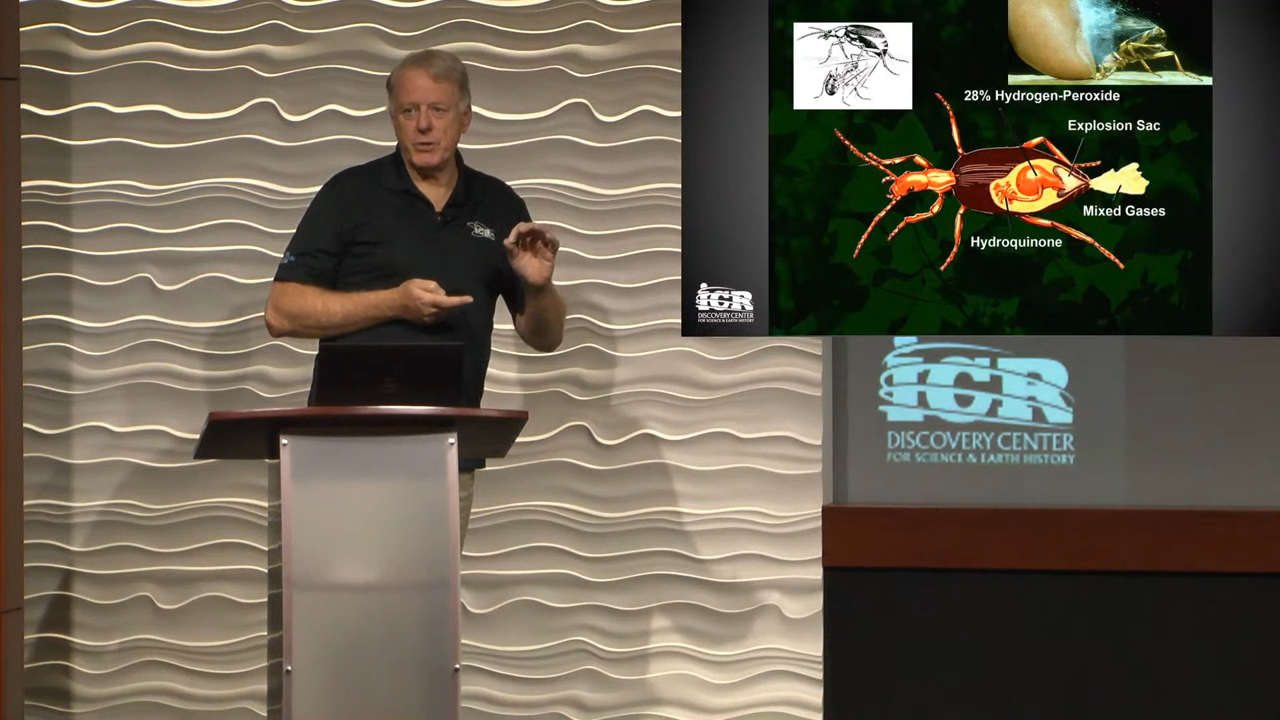 28% Hydrogen-Peroxide
Explosion Sac
Mixed Gases
Hydroquinone
ICR
DISCOVERY CENTER
FOR SCIENCE & EARTH HISTORY
ICR
ICR
DISCOVERY CENTER
FOR SCIENCE & EARTH HISTORY